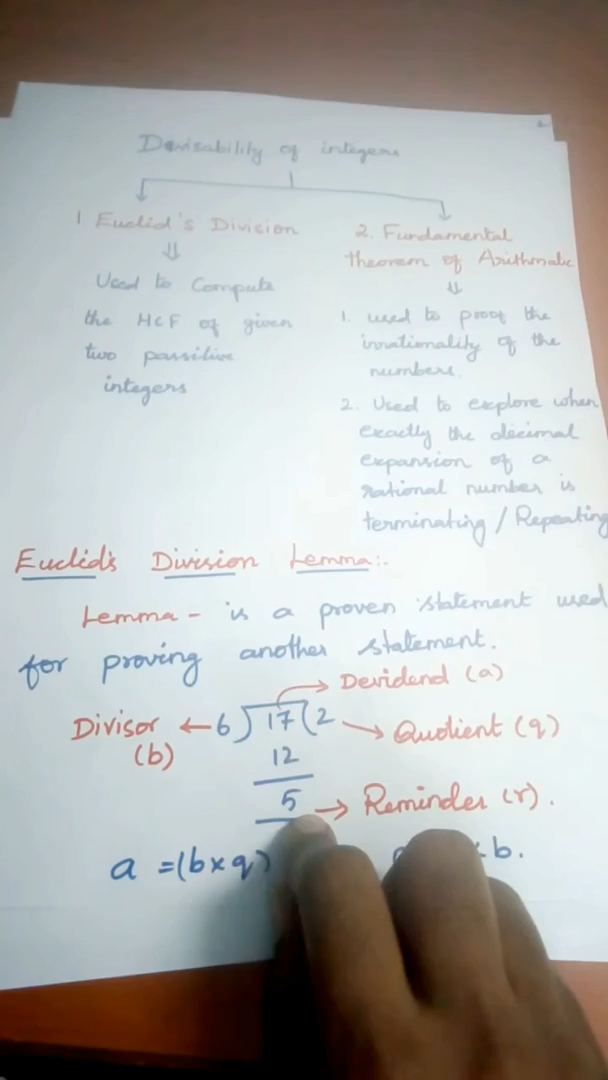 Devisability of integers
1 Euclid's Division
Used to Compute
the HCF of given
two possitive
integers
2. Fundamental
theorem of Arithmatic
1. used to proof the
irrationality of the
numbers.
2. Used to explore when
exactly the decimal
expansion of a
rational number is
terminating / Repeating
Euclid's Division Lemma:.
Lemma - is a proven statement used
for proving another statement.
Devidend (a)
Divisor ← 6 ) 17 ( 2 → Quotient (q)
(b) 12
5 → Reminder (r).
a = (b×q) b.